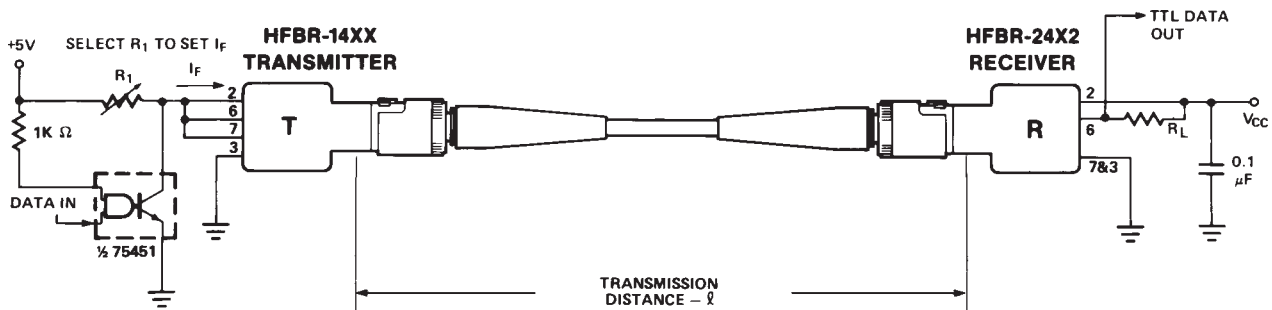 +5V
SELECT R1 TO SET IF
R1
IF
1K Ω
DATA IN
½ 75451
HFBR-14XX
TRANSMITTER
2
6
7
3
T
TRANSMISSION
DISTANCE – ℓ
HFBR-24X2
RECEIVER
R
2
6
7&3
TTL DATA
OUT
RL
VCC
0.1
μF